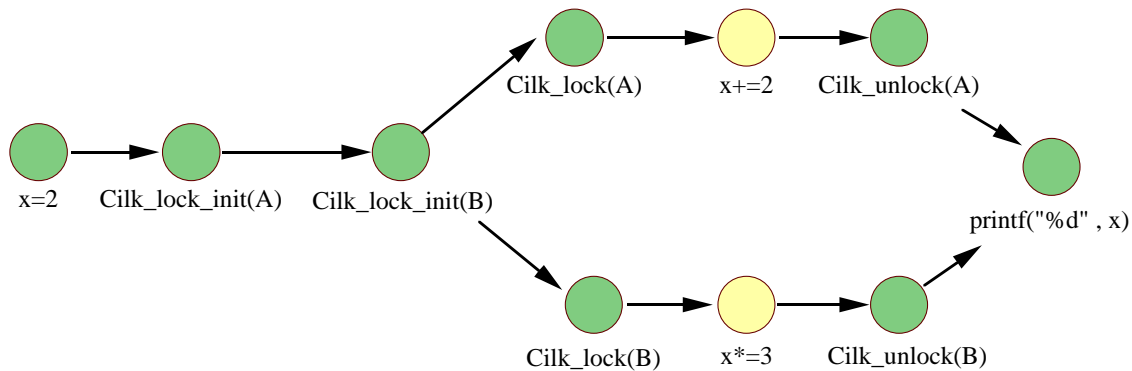 Cilk_lock(A)
x+=2
Cilk_unlock(A)
x=2
Cilk_lock_init(A)
Cilk_lock_init(B)
printf("%d" , x)
Cilk_lock(B)
x*=3
Cilk_unlock(B)